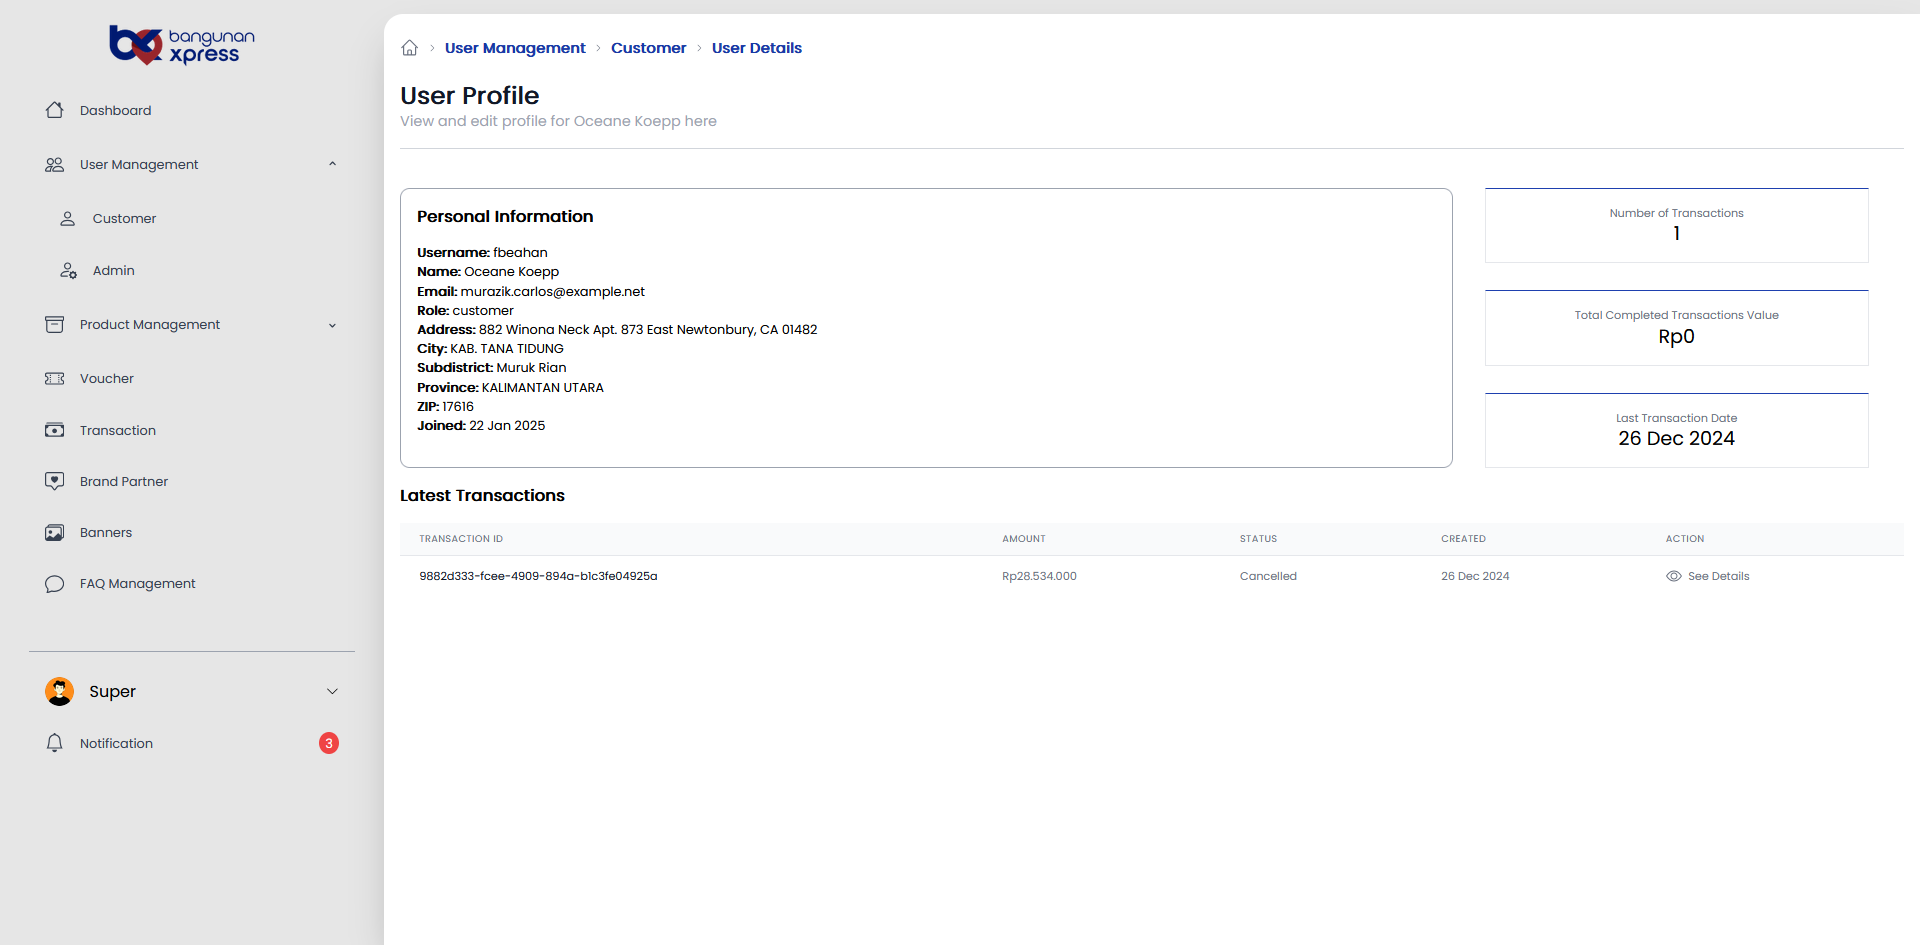 bangunan
xpress
Dashboard
User Management
Customer
Admin
Product Management
Voucher
Transaction
Brand Partner
Banners
FAQ Management
Super
Notification 3
User Management Customer User Details
User Profile
View and edit profile for Oceane Koepp here
Personal Information
Username: fbeahan
Name: Oceane Koepp
Email: murazik.carlos@example.net
Role: customer
Address: 882 Winona Neck Apt. 873 East Newtonbury, CA 01482
City: KAB. TANA TIDUNG
Subdistrict: Muruk Rian
Province: KALIMANTAN UTARA
ZIP: 17616
Joined: 22 Jan 2025
Number of Transactions
1
Total Completed Transactions Value
Rp0
Last Transaction Date
26 Dec 2024
Latest Transactions
TRANSACTION ID AMOUNT STATUS CREATED ACTION
9882d333-fcee-4909-894a-b1c3fe04925a Rp28.534.000 Cancelled 26 Dec 2024 See Details